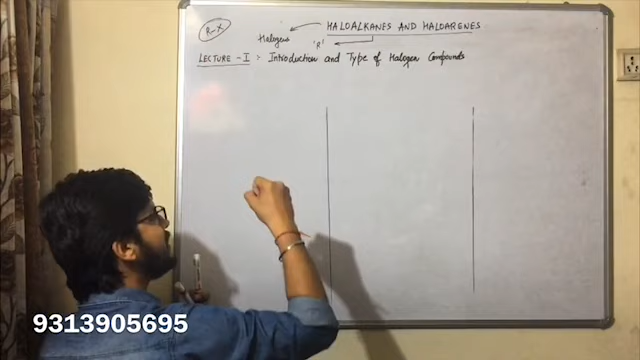 R-X
HALOALKANES AND HALOARENES
Halogens
'R'
LECTURE - I :- Introduction and Type of Halogen Compounds
9313905695